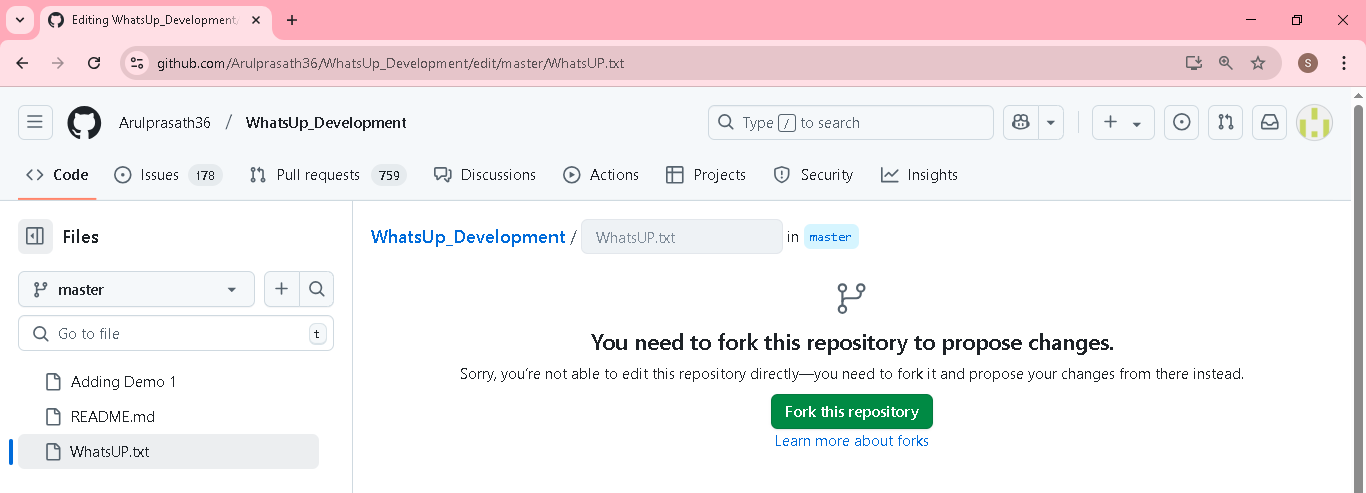 Editing WhatsUp_Development/
github.com/Arulprasath36/WhatsUp_Development/edit/master/WhatsUP.txt
S
Arulprasath36 / WhatsUp_Development
Type / to search
Code
Issues 178
Pull requests 759
Discussions
Actions
Projects
Security
Insights
Files
master
Go to file
t
Adding Demo 1
README.md
WhatsUP.txt
WhatsUp_Development / WhatsUP.txt in master
You need to fork this repository to propose changes.
Sorry, you're not able to edit this repository directly—you need to fork it and propose your changes from there instead.
Fork this repository
Learn more about forks